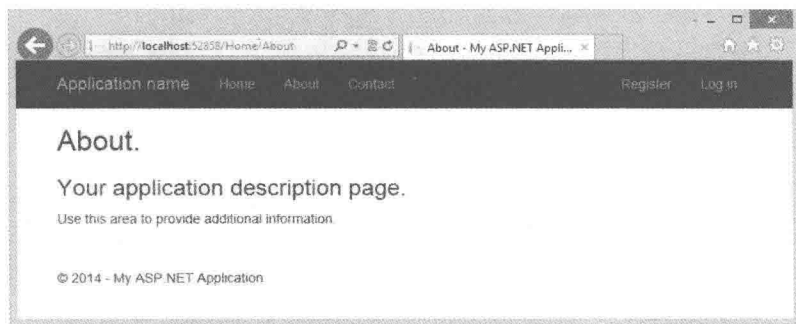 http://localhost:52858/Home/About
About - My ASP.NET Appli...
Application name Home About Contact Register Log in
About.
Your application description page.
Use this area to provide additional information.
© 2014 - My ASP.NET Application